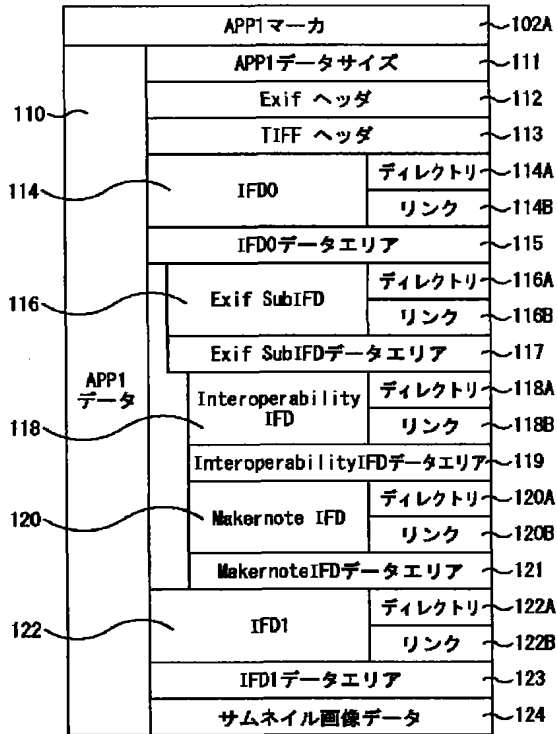 APP1マーカ 102A
APP1データサイズ 111
110
Exif ヘッダ 112
TIFF ヘッダ 113
114 IFD0 ディレクトリ 114A
リンク 114B
IFD0データエリア 115
116 Exif SubIFD ディレクトリ 116A
リンク 116B
Exif SubIFDデータエリア 117
APP1
データ
118 Interoperability
IFD
ディレクトリ 118A
リンク 118B
InteroperabilityIFDデータエリア 119
120 Makernote IFD ディレクトリ 120A
リンク 120B
MakernoteIFDデータエリア 121
122 IFD1 ディレクトリ 122A
リンク 122B
IFD1データエリア 123
サムネイル画像データ 124